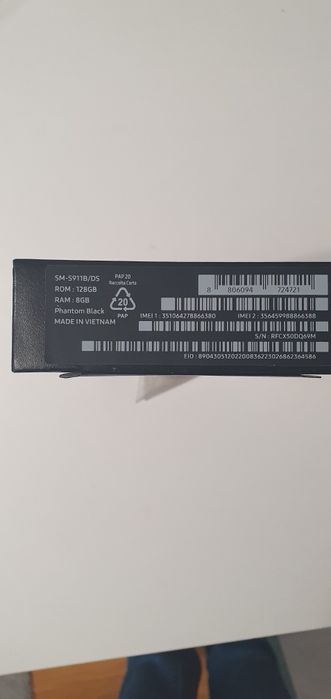 SM-S911B/DS
ROM : 128GB
RAM : 8GB
Phantom Black
MADE IN VIETNAM
PAP 20
Raccolta Carta
20
PAP
8 806094 724721
IMEI 1 : 351064278866380 IMEI 2 : 356459988866388
S/N : RFCX50DQ69M
EID : 89043051202200836223026862364586